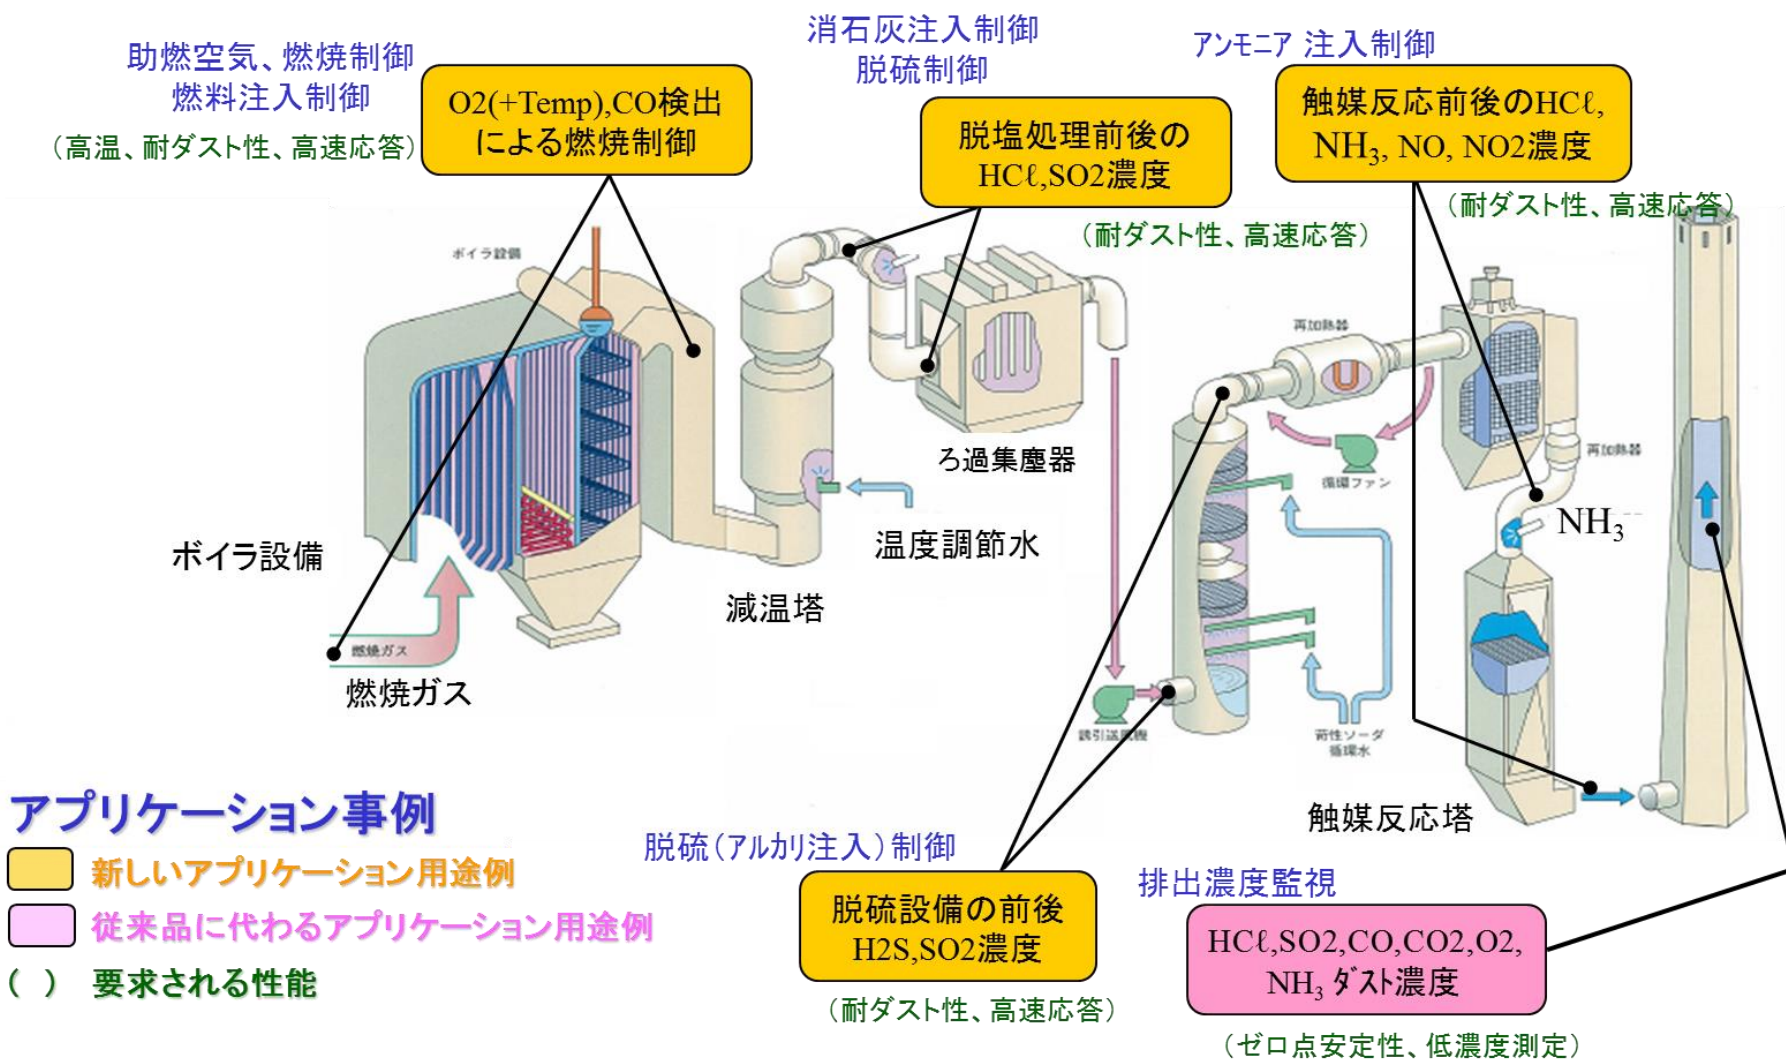 助燃空気、燃焼制御
燃料注入制御
（高温、耐ダスト性、高速応答）
O2(+Temp),CO検出
による燃焼制御
消石灰注入制御
脱硫制御
脱塩処理前後の
HCℓ,SO2濃度
（耐ダスト性、高速応答）
アンモニア 注入制御
触媒反応前後のHCℓ,
NH₃, NO, NO2濃度
（耐ダスト性、高速応答）
ボイラ設備
再加熱器
再加熱器
循環ファン
ろ過集塵器
NH₃
温度調節水
ボイラ設備
減温塔
燃焼ガス
燃焼ガス
誘引送風機
苛性ソーダ
循環水
触媒反応塔
アプリケーション事例
新しいアプリケーション用途例
従来品に代わるアプリケーション用途例
( ) 要求される性能
脱硫（アルカリ注入）制御
脱硫設備の前後
H2S,SO2濃度
（耐ダスト性、高速応答）
排出濃度監視
HCℓ,SO2,CO,CO2,O2,
NH₃ ダスト濃度
（ゼロ点安定性、低濃度測定）